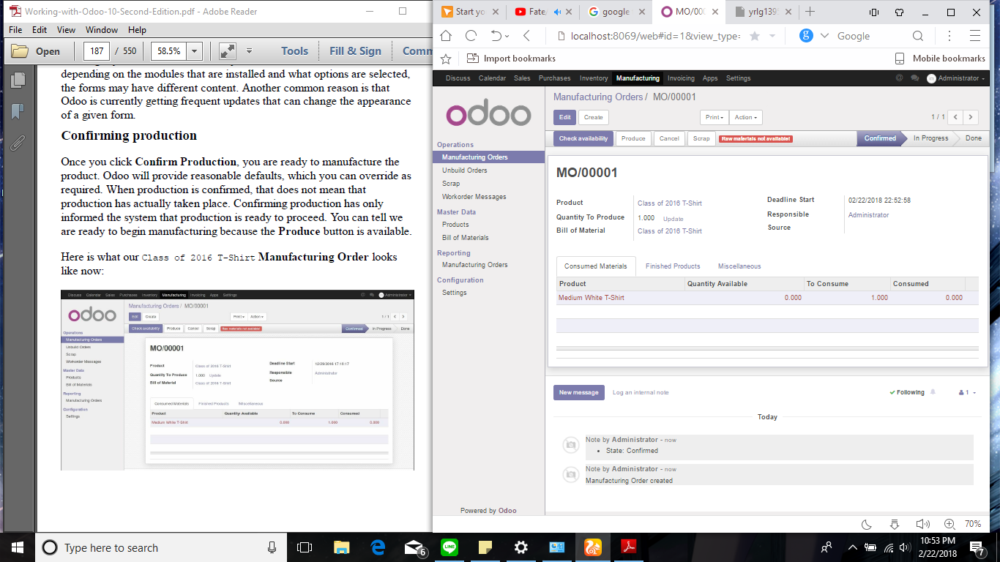 Working-with-Odoo-10-Second-Edition.pdf - Adobe Reader
File Edit View Window Help
Open 187 / 550 58.5% Tools Fill & Sign Comm
depending on the modules that are installed and what options are selected,
the forms may have different content. Another common reason is that
Odoo is currently getting frequent updates that can change the appearance
of a given form.
Confirming production
Once you click Confirm Production, you are ready to manufacture the
product. Odoo will provide reasonable defaults, which you can override as
required. When production is confirmed, that does not mean that
production has actually taken place. Confirming production has only
informed the system that production is ready to proceed. You can tell we
are ready to begin manufacturing because the Produce button is available.
Here is what our Class of 2016 T-Shirt Manufacturing Order looks
like now:
Discuss Calendar Sales Purchases Inventory Manufacturing Invoicing Apps Settings Administrator
odoo
Manufacturing Orders / MO/00001
Edit Create Print Action 1 / 1
Check availability Produce Cancel Scrap Raw materials not available! Confirmed In Progress Done
Operations
Manufacturing Orders
Unbuild Orders
Scrap
Workorder Messages
Master Data
Products
Bill of Materials
Reporting
Manufacturing Orders
Configuration
Settings
MO/00001
Product Class of 2016 T-Shirt Deadline Start 12/29/2016 17:12:17
Quantity To Produce 1.000 Update Responsible Administrator
Bill of Material Class of 2016 T-Shirt Source
Consumed Materials Finished Products Miscellaneous
Product Quantity Available To Consume Consumed
Medium White T-Shirt 0.000 1.000 0.000
Start yo Fate/ google MO/000 yrlg139
localhost:8069/web#id=1&view_type= g Google
Import bookmarks Mobile bookmarks
Discuss Calendar Sales Purchases Inventory Manufacturing Invoicing Apps Settings @ Administrator
odoo
Manufacturing Orders / MO/00001
Edit Create Print Action 1 / 1
Check availability Produce Cancel Scrap Raw materials not available! Confirmed In Progress Done
Operations
Manufacturing Orders
Unbuild Orders
Scrap
Workorder Messages
Master Data
Products
Bill of Materials
Reporting
Manufacturing Orders
Configuration
Settings
Powered by Odoo
MO/00001
Product Class of 2016 T-Shirt Deadline Start 02/22/2018 22:52:58
Quantity To Produce 1.000 Update Responsible Administrator
Bill of Material Class of 2016 T-Shirt Source
Consumed Materials Finished Products Miscellaneous
Product Quantity Available To Consume Consumed
Medium White T-Shirt 0.000 1.000 0.000
New message Log an internal note Following 1
Today
Note by Administrator - now
• State: Confirmed
Note by Administrator - now
Manufacturing Order created
70%
Type here to search 6 LINE 10:53 PM
2/22/2018 7